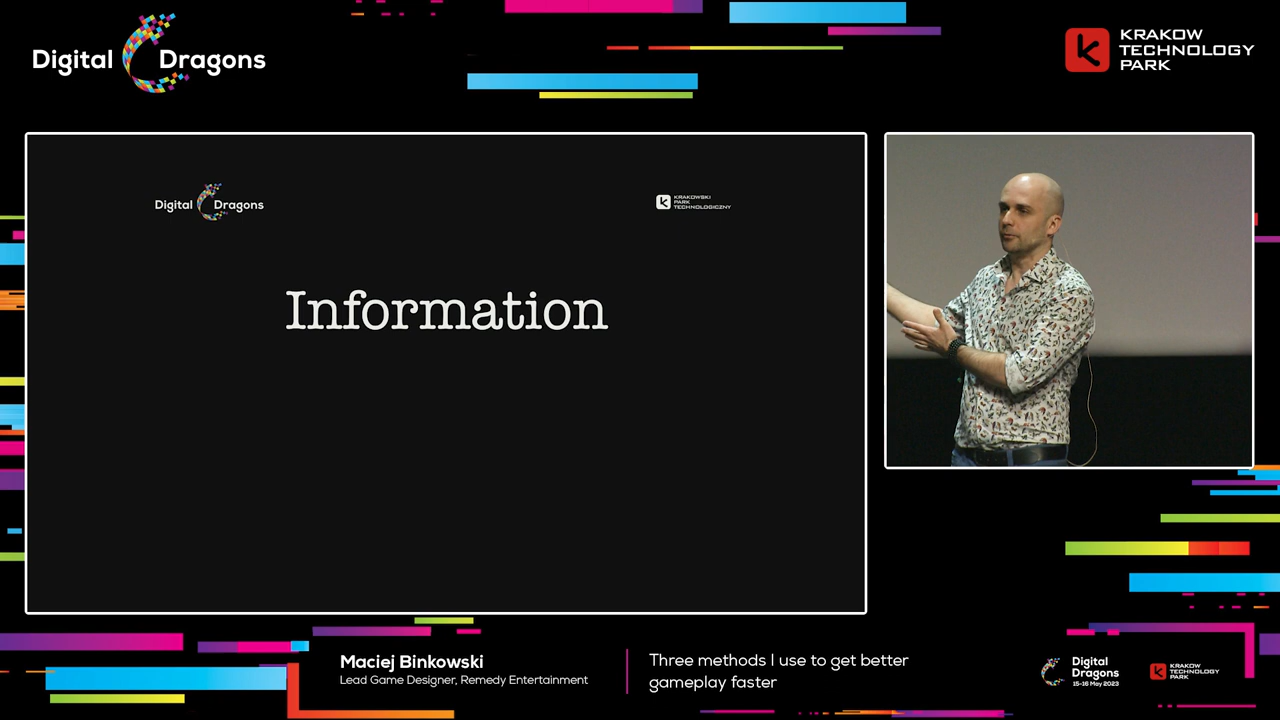 Digital Dragons
KRAKOW
TECHNOLOGY
PARK
Digital Dragons
KRAKOWSKI
PARK
TECHNOLOGICZNY
Information
Maciej Binkowski
Lead Game Designer, Remedy Entertainment
Three methods I use to get better
gameplay faster
Digital
Dragons
15-16 May 2023
KRAKOW
TECHNOLOGY
PARK